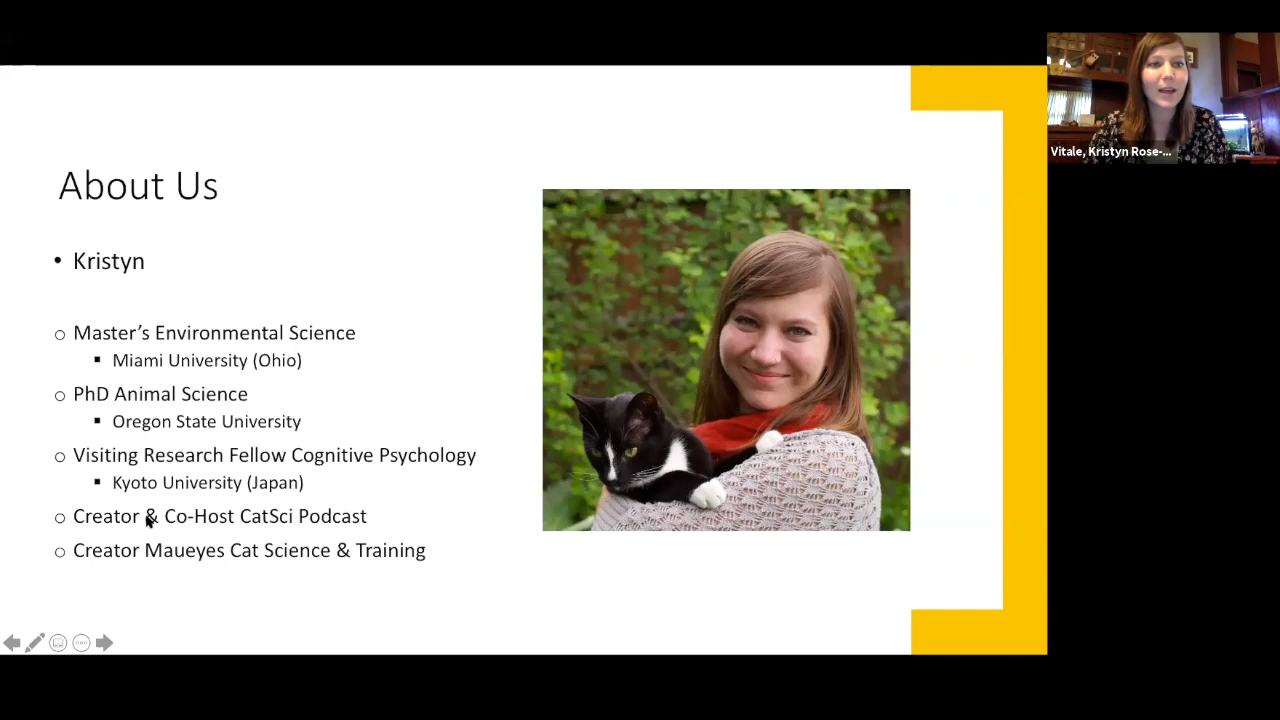 About Us
• Kristyn
o Master's Environmental Science
▪ Miami University (Ohio)
o PhD Animal Science
▪ Oregon State University
o Visiting Research Fellow Cognitive Psychology
▪ Kyoto University (Japan)
o Creator & Co-Host CatSci Podcast
o Creator Maueyes Cat Science & Training
Vitale, Kristyn Rose-...